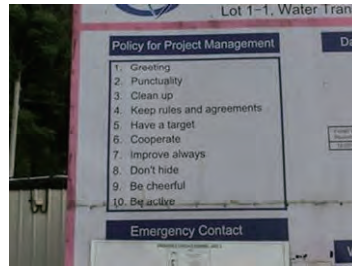 Lot 1-1, Water Tran
Policy for Project Management
1. Greeting
2. Punctuality
3. Clean up
4. Keep rules and agreements
5. Have a target
6. Cooperate
7. Improve always
8. Don't hide
9. Be cheerful
10. Be active
Emergency Contact